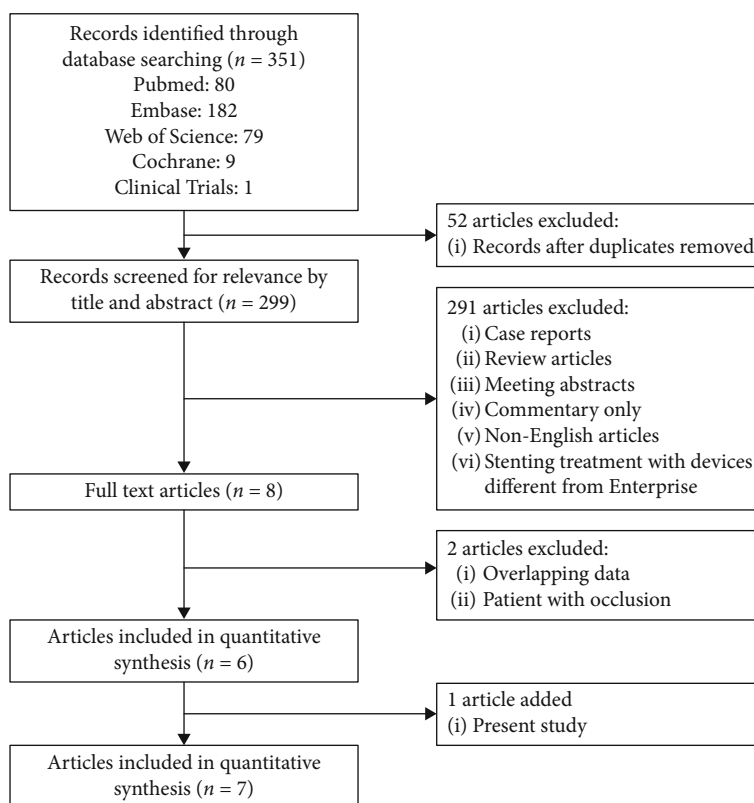 Records identified through
database searching (n = 351)
Pubmed: 80
Embase: 182
Web of Science: 79
Cochrane: 9
Clinical Trials: 1
52 articles excluded:
(i) Records after duplicates removed
Records screened for relevance by
title and abstract (n = 299)
291 articles excluded:
(i) Case reports
(ii) Review articles
(iii) Meeting abstracts
(iv) Commentary only
(v) Non-English articles
(vi) Stenting treatment with devices
different from Enterprise
Full text articles (n = 8)
2 articles excluded:
(i) Overlapping data
(ii) Patient with occlusion
Articles included in quantitative
synthesis (n = 6)
1 article added
(i) Present study
Articles included in quantitative
synthesis (n = 7)